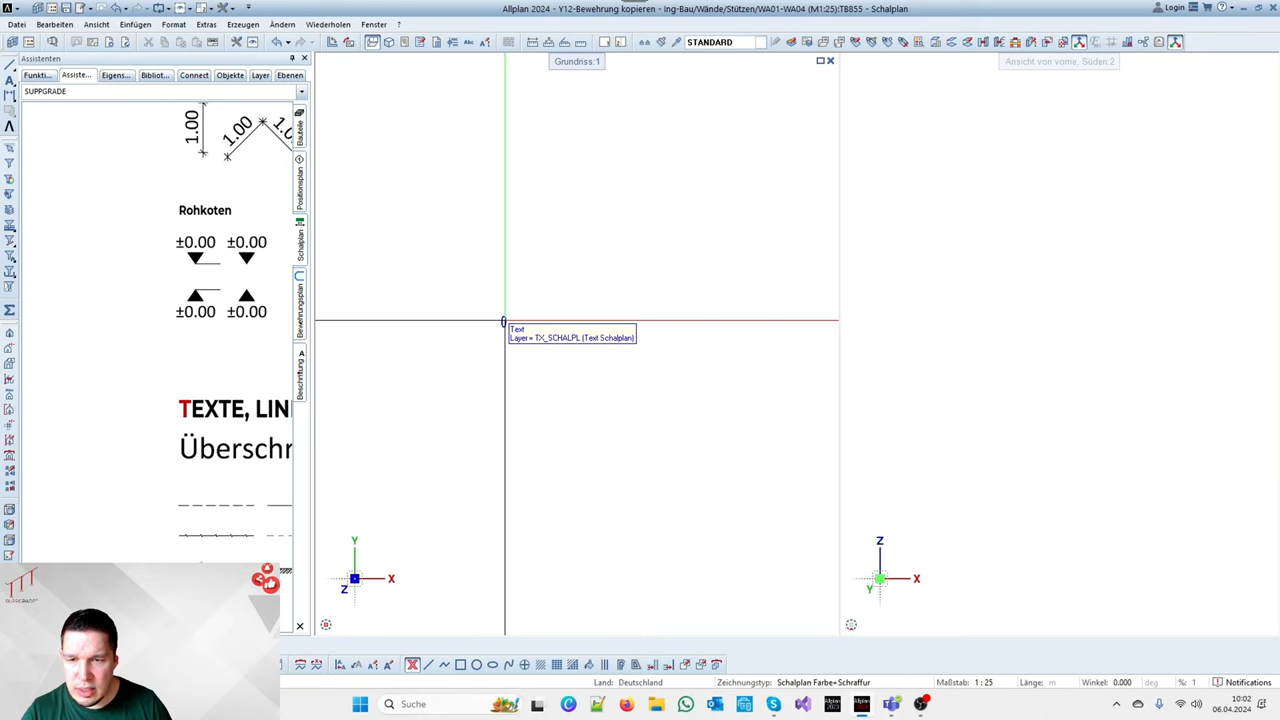 Allplan 2024 - Y12-Bewehrung kopieren - Ing-Bau/Wände/Stützen/WA01-WA04 (M1:25):TB855 - Schalplan
Login
Datei Bearbeiten Ansicht Einfügen Format Extras Erzeugen Ändern Wiederholen Fenster ?
STANDARD
Assistenten
Funkti... Assiste... Eigens... Bibliot... Connect Objekte Layer Ebenen
SUPPGRADE
Grundriss:1
Ansicht von vorne, Süden:2
1.00
1.00
1.0
Rohkoten
±0.00 ±0.00
±0.00 ±0.00
TEXTE, LIN
Überschr
Bauteile
Positionsplan
Schalplan
Bewehrungsplan
Beschriftung
A
0
Text
Layer = TX_SCHALPL (Text Schalplan)
Y
X
Z
Z
X
Y
SUPPGRADE
Land: Deutschland Zeichnungstyp: Schalplan Farbe+Schraffur Maßstab: 1 : 25 Länge: m Winkel: 0.000 deg %: 1 Notifications
Suche
10:02
06.04.2024